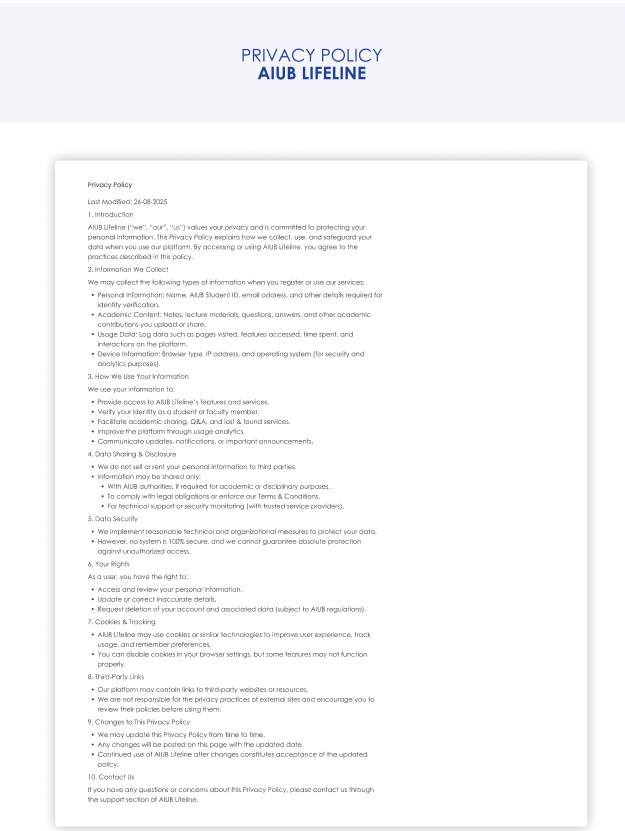 PRIVACY POLICY
AIUB LIFELINE
Privacy Policy
Last Modified: 26-08-2025
1. Introduction
AIUB Lifeline ("we", "our", "us") values your privacy and is committed to protecting your
personal information. This Privacy Policy explains how we collect, use, and safeguard your
data when you use our platform. By accessing or using AIUB Lifeline, you agree to the
practices described in this policy.
2. Information We Collect
We may collect the following types of information when you register or use our services:
• Personal Information: Name, AIUB Student ID, email address, and other details required for
identity verification.
• Academic Content: Notes, lecture materials, questions, answers, and other academic
contributions you upload or share.
• Usage Data: Log data such as pages visited, features accessed, time spent, and
interactions on the platform.
• Device Information: Browser type, IP address, and operating system (for security and
analytics purposes).
3. How We Use Your Information
We use your information to:
• Provide access to AIUB Lifeline's features and services.
• Verify your identity as a student or faculty member.
• Facilitate academic sharing, Q&A, and lost & found services.
• Improve the platform through usage analytics.
• Communicate updates, notifications, or important announcements.
4. Data Sharing & Disclosure
• We do not sell or rent your personal information to third parties.
• Information may be shared only:
• With AIUB authorities, if required for academic or disciplinary purposes.
• To comply with legal obligations or enforce our Terms & Conditions.
• For technical support or security monitoring (with trusted service providers).
5. Data Security
• We implement reasonable technical and organizational measures to protect your data.
• However, no system is 100% secure, and we cannot guarantee absolute protection
against unauthorized access.
6. Your Rights
As a user, you have the right to:
• Access and review your personal information.
• Update or correct inaccurate details.
• Request deletion of your account and associated data (subject to AIUB regulations).
7. Cookies & Tracking
• AIUB Lifeline may use cookies or similar technologies to improve user experience, track
usage, and remember preferences.
• You can disable cookies in your browser settings, but some features may not function
properly.
8. Third-Party Links
• Our platform may contain links to third-party websites or resources.
• We are not responsible for the privacy practices of external sites and encourage you to
review their policies before using them.
9. Changes to This Privacy Policy
• We may update this Privacy Policy from time to time.
• Any changes will be posted on this page with the updated date.
• Continued use of AIUB Lifeline after changes constitutes acceptance of the updated
policy.
10. Contact Us
If you have any questions or concerns about this Privacy Policy, please contact us through
the support section of AIUB Lifeline.